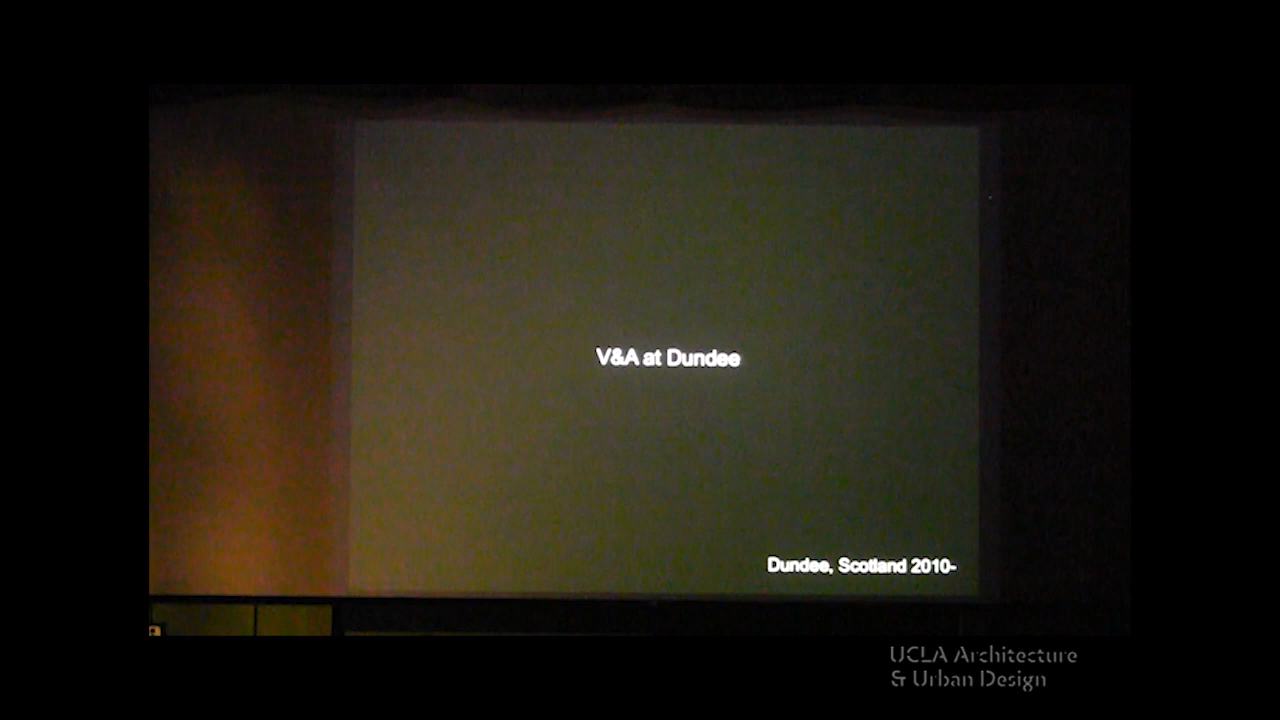 V&A at Dundee
Dundee, Scotland 2010-
UCLA Architecture
& Urban Design